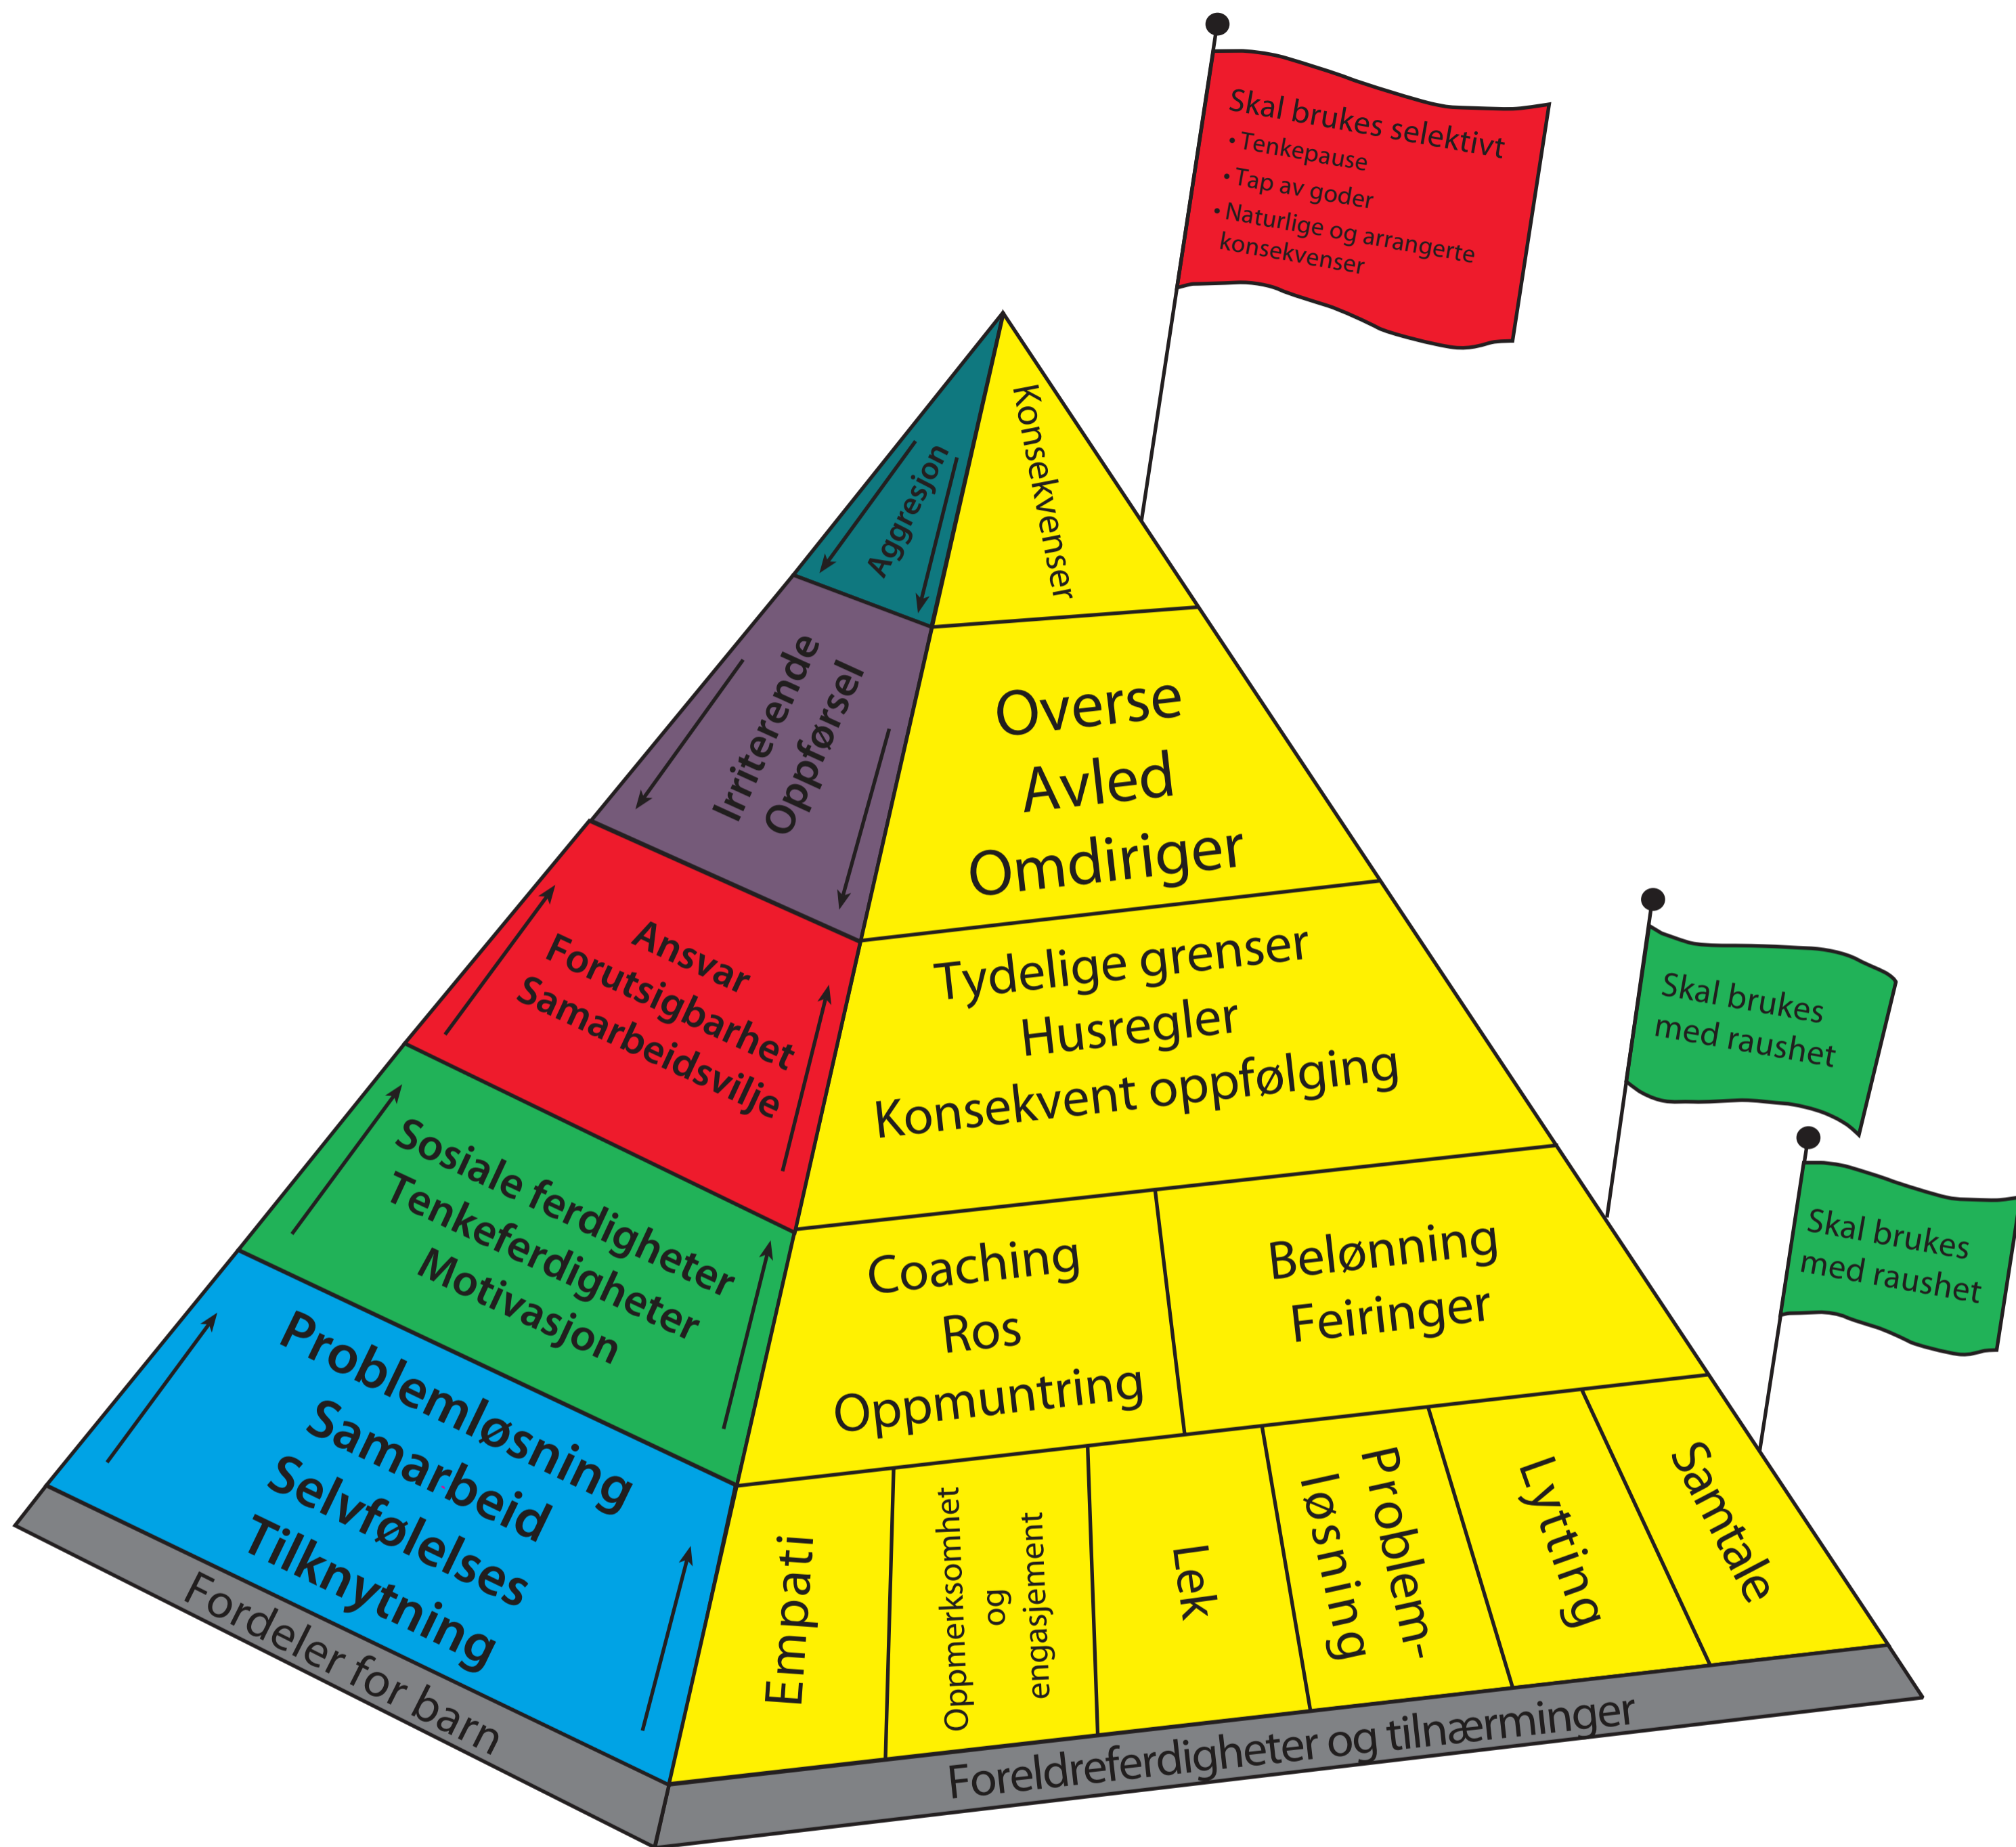 Skal brukes selektivt
• Tenkepause
• Tap av goder
• Naturlige og arrangerte
konsekvenser
Aggresjon
Konsekvenser
Irriterende
Oppførsel
Overse
Avled
Omdiriger
Ansvar
Forutsigbarhet
Samarbeidsvilje
Tydelige grenser
Husregler
Konsekvent oppfølging
Skal brukes
med raushet
Sosiale ferdigheter
Tenkeferdigheter
Motivasjon
Coaching
Ros
Oppmuntring
Belønning
Feiringer
Skal brukes
med raushet
Problemløsning
Samarbeid
Selvfølelses
Tilknytning
Empati
Oppmerksomhet
og
engasjement
Lek
Problem-
løsning
Lytting
Samtale
Fordeler for barn
Foreldreferdigheter og tilnærminger